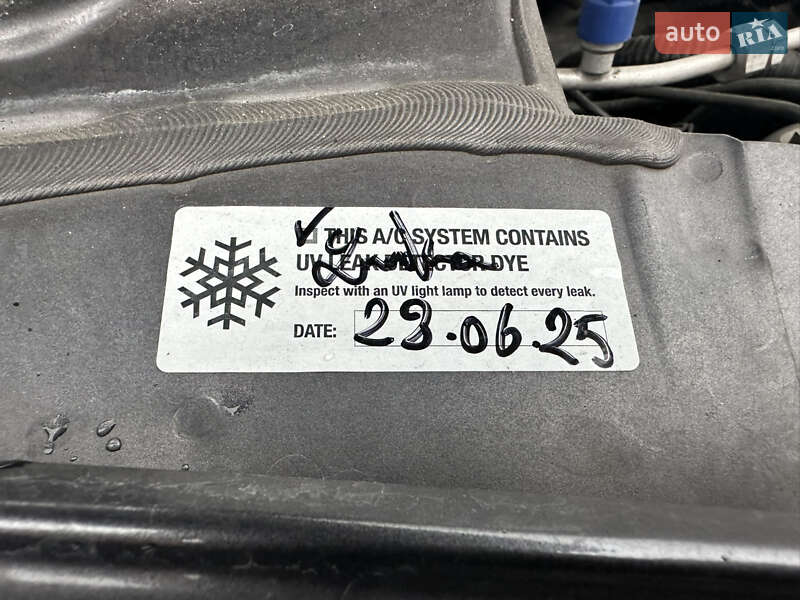 auto RIA
THIS A/C SYSTEM CONTAINS
UV LEAK DETECTOR DYE
Inspect with an UV light lamp to detect every leak.
DATE: 23.06.25